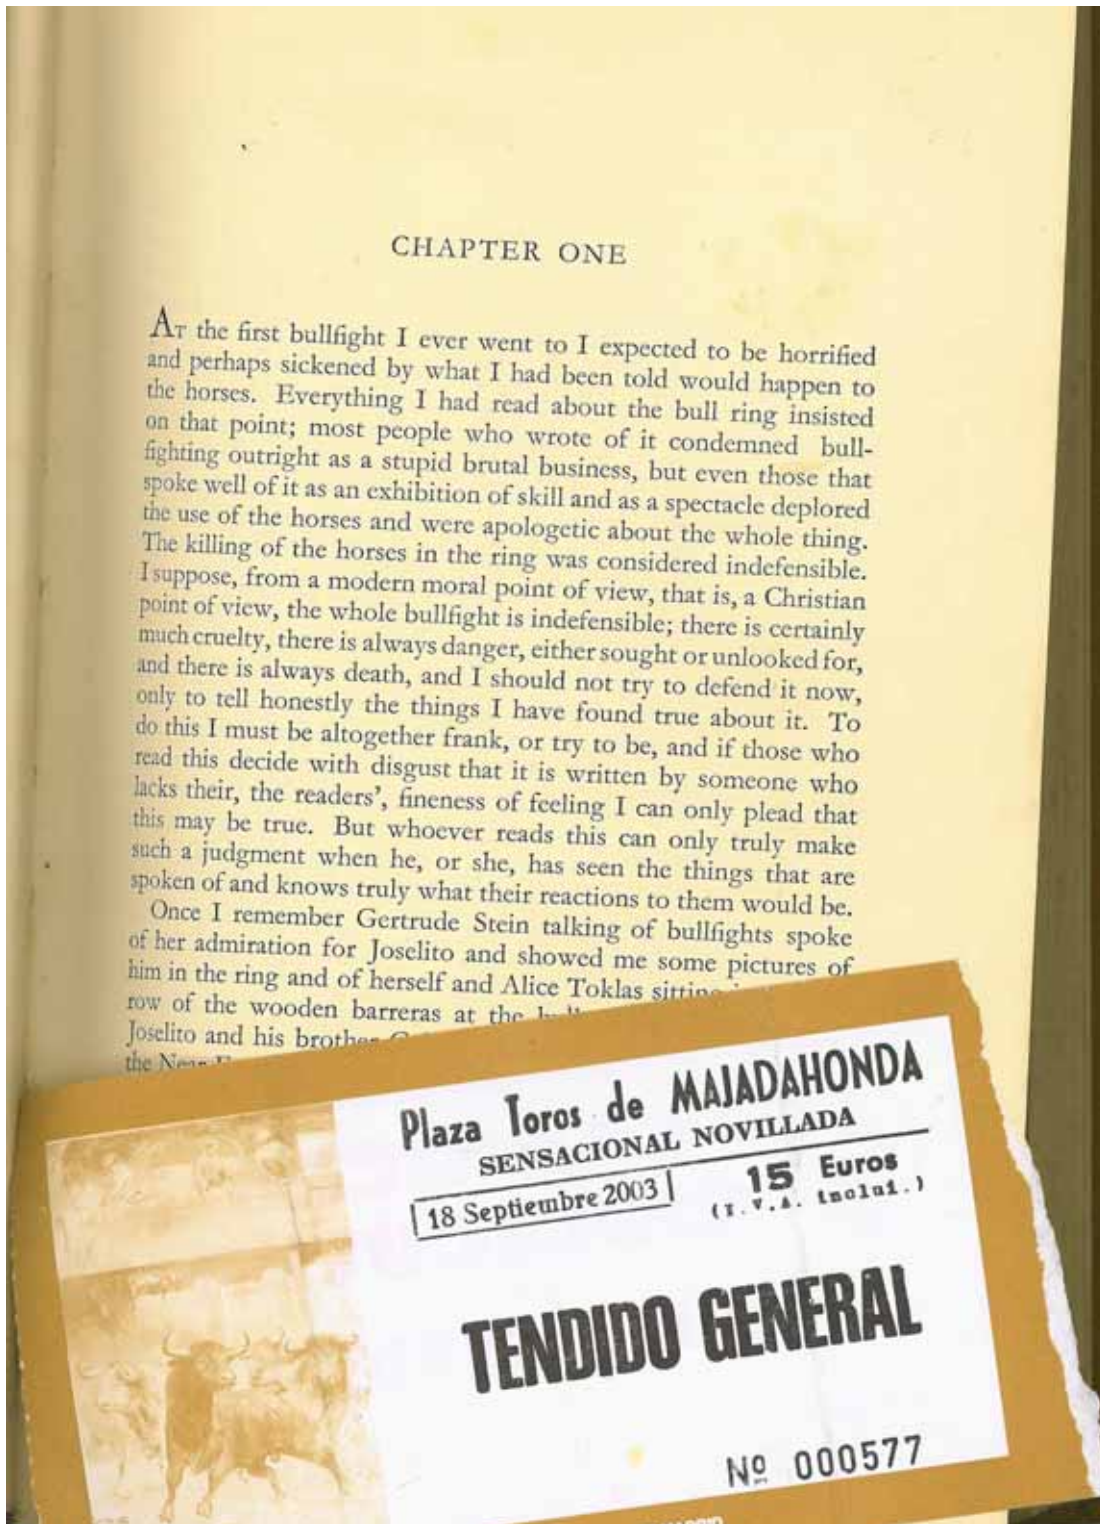 CHAPTER ONE
AT the first bullfight I ever went to I expected to be horrified
and perhaps sickened by what I had been told would happen to
the horses. Everything I had read about the bull ring insisted
on that point; most people who wrote of it condemned bull-
fighting outright as a stupid brutal business, but even those that
spoke well of it as an exhibition of skill and as a spectacle deplored
the use of the horses and were apologetic about the whole thing.
The killing of the horses in the ring was considered indefensible.
I suppose, from a modern moral point of view, that is, a Christian
point of view, the whole bullfight is indefensible; there is certainly
much cruelty, there is always danger, either sought or unlooked for,
and there is always death, and I should not try to defend it now,
only to tell honestly the things I have found true about it. To
do this I must be altogether frank, or try to be, and if those who
read this decide with disgust that it is written by someone who
lacks their, the readers', fineness of feeling I can only plead that
this may be true. But whoever reads this can only truly make
such a judgment when he, or she, has seen the things that are
spoken of and knows truly what their reactions to them would be.
Once I remember Gertrude Stein talking of bullfights spoke
of her admiration for Joselito and showed me some pictures of
him in the ring and of herself and Alice Toklas sitting
row of the wooden barreras at the
Joselito and his brother
the Near
Plaza Toros de MAJADAHONDA
SENSACIONAL NOVILLADA
18 Septiembre 2003
15 Euros
(I.V.A. inclui.)
TENDIDO GENERAL
Nº 000577